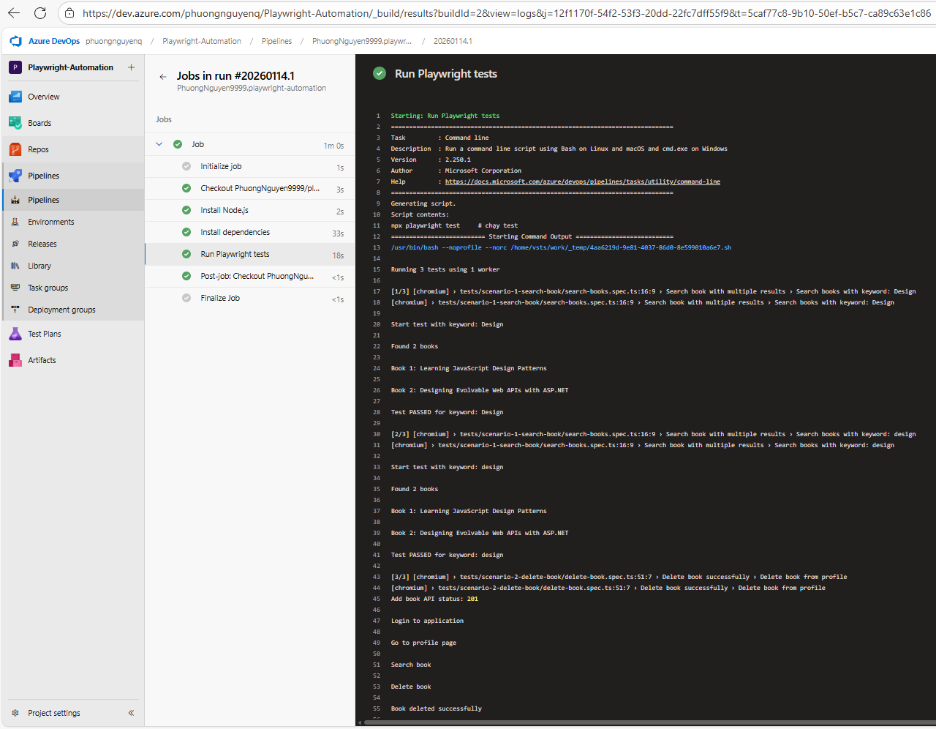 https://dev.azure.com/phuongnguyenq/Playwright-Automation/_build/results?buildId=2&view=logs&j=12f1170f-54f2-53f3-20dd-22fc7dff55f9&t=5caf77c8-9b10-50ef-b5c7-ca89c63e1c86
Azure DevOps phuongnguyenq / Playwright-Automation / Pipelines / PhuongNguyen9999.playwr... / 20260114.1
P Playwright-Automation +
Overview
Boards
Repos
Pipelines
Pipelines
Environments
Releases
Library
Task groups
Deployment groups
Test Plans
Artifacts
Project settings «
← Jobs in run #20260114.1
PhuongNguyen9999.playwright-automation
Jobs
Job 1m 0s
Initialize job 1s
Checkout PhuongNguyen9999/pl... 3s
Install Node.js 2s
Install dependencies 33s
Run Playwright tests 18s
Post-job: Checkout PhuongNgu... <1s
Finalize Job <1s
Run Playwright tests
1 Starting: Run Playwright tests
2 ==============================================================================
3 Task : Command line
4 Description : Run a command line script using Bash on Linux and macOS and cmd.exe on Windows
5 Version : 2.250.1
6 Author : Microsoft Corporation
7 Help : https://docs.microsoft.com/azure/devops/pipelines/tasks/utility/command-line
8 ==============================================================================
9 Generating script.
10 Script contents:
11 npx playwright test # chạy test
12 ========================== Starting Command Output ===========================
13 /usr/bin/bash --noprofile --norc /home/vsts/work/_temp/4aa6219d-9e81-4037-86d0-8e599010a6e7.sh
14
15 Running 3 tests using 1 worker
16
17 [1/3] [chromium] › tests/scenario-1-search-book/search-books.spec.ts:16:9 › Search book with multiple results › Search books with keyword: Design
18 [chromium] › tests/scenario-1-search-book/search-books.spec.ts:16:9 › Search book with multiple results › Search books with keyword: Design
19
20 Start test with keyword: Design
21
22 Found 2 books
23
24 Book 1: Learning JavaScript Design Patterns
25
26 Book 2: Designing Evolvable Web APIs with ASP.NET
27
28 Test PASSED for keyword: Design
29
30 [2/3] [chromium] › tests/scenario-1-search-book/search-books.spec.ts:16:9 › Search book with multiple results › Search books with keyword: design
31 [chromium] › tests/scenario-1-search-book/search-books.spec.ts:16:9 › Search book with multiple results › Search books with keyword: design
32
33 Start test with keyword: design
34
35 Found 2 books
36
37 Book 1: Learning JavaScript Design Patterns
38
39 Book 2: Designing Evolvable Web APIs with ASP.NET
40
41 Test PASSED for keyword: design
42
43 [3/3] [chromium] › tests/scenario-2-delete-book/delete-book.spec.ts:51:7 › Delete book successfully › Delete book from profile
44 [chromium] › tests/scenario-2-delete-book/delete-book.spec.ts:51:7 › Delete book successfully › Delete book from profile
45 Add book API status: 201
46
47 Login to application
48
49 Go to profile page
50
51 Search book
52
53 Delete book
54
55 Book deleted successfully